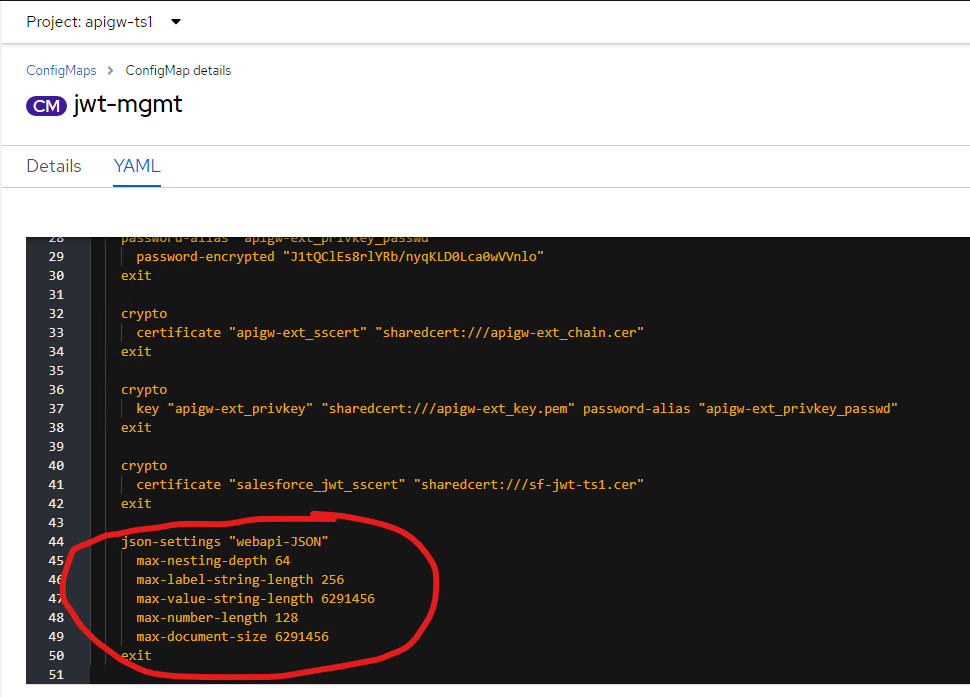 Project: apigw-ts1
ConfigMaps > ConfigMap details
CM jwt-mgmt
Details YAML
28 password-alias "apigw-ext_privkey_passwd"
29 password-encrypted "J1tQClEs8rlYRb/nyqKLD0Lca0wVVnlo"
30 exit
31
32 crypto
33 certificate "apigw-ext_sscert" "sharedcert:///apigw-ext_chain.cer"
34 exit
35
36 crypto
37 key "apigw-ext_privkey" "sharedcert:///apigw-ext_key.pem" password-alias "apigw-ext_privkey_passwd"
38 exit
39
40 crypto
41 certificate "salesforce_jwt_sscert" "sharedcert:///sf-jwt-ts1.cer"
42 exit
43
44 json-settings "webapi-JSON"
45 max-nesting-depth 64
46 max-label-string-length 256
47 max-value-string-length 6291456
48 max-number-length 128
49 max-document-size 6291456
50 exit
51